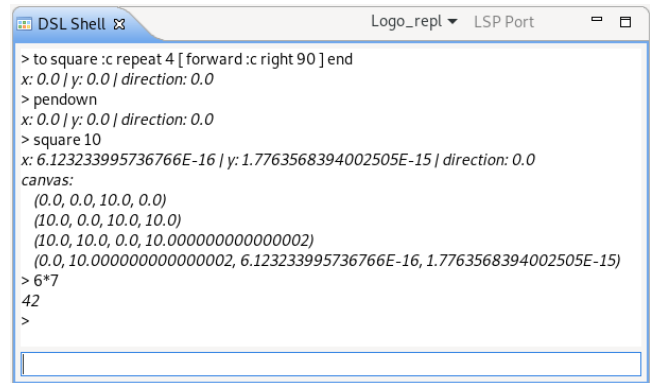 DSL Shell
Logo_repl LSP Port
> to square :c repeat 4 [ forward :c right 90 ] end
x: 0.0 | y: 0.0 | direction: 0.0
> pendown
x: 0.0 | y: 0.0 | direction: 0.0
> square 10
x: 6.123233995736766E-16 | y: 1.7763568394002505E-15 | direction: 0.0
canvas:
(0.0, 0.0, 10.0, 0.0)
(10.0, 0.0, 10.0, 10.0)
(10.0, 10.0, 0.0, 10.000000000000002)
(0.0, 10.000000000000002, 6.123233995736766E-16, 1.7763568394002505E-15)
> 6*7
42
>